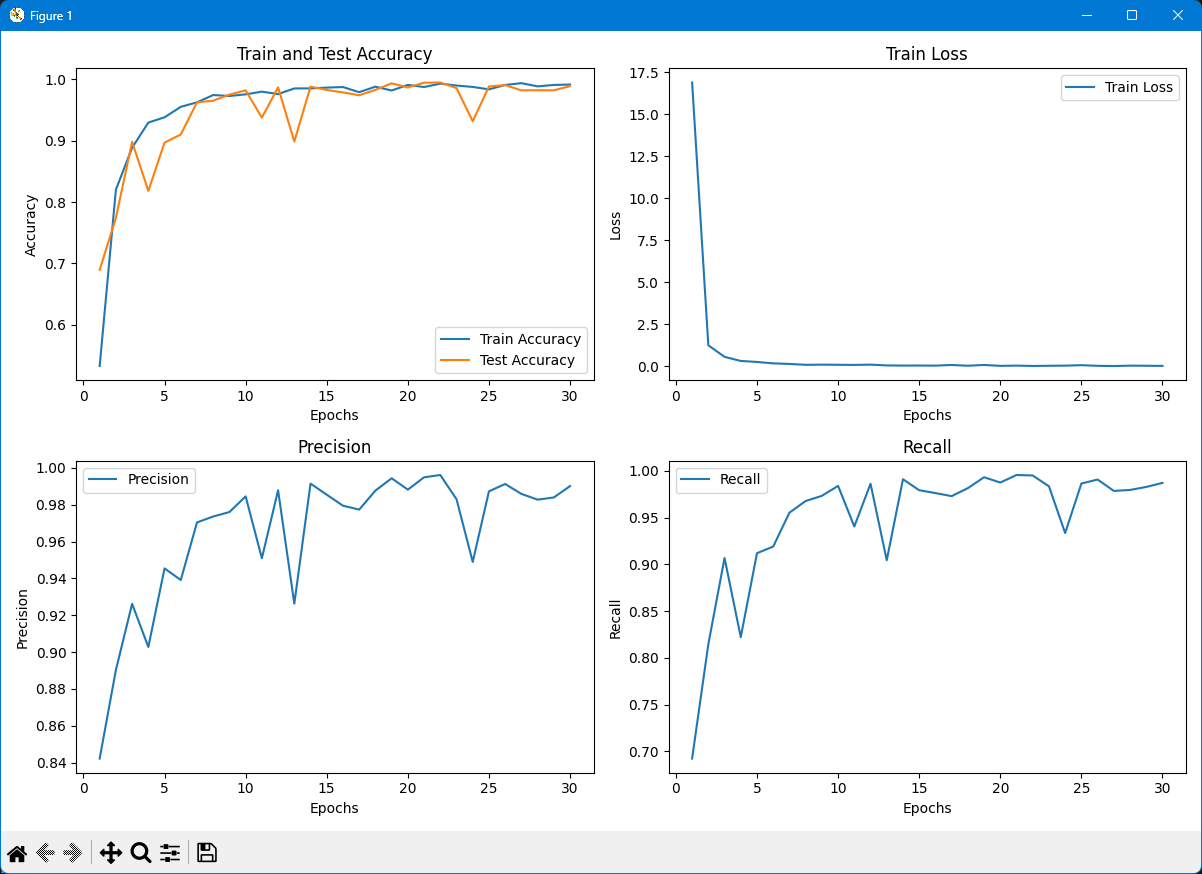 Figure 1
Train and Test Accuracy
1.0
0.9
0.8
0.7
0.6
Accuracy
Train Accuracy
Test Accuracy
0 5 10 15 20 25 30
Epochs
Train Loss
17.5
15.0
12.5
10.0
7.5
5.0
2.5
0.0
Loss
Train Loss
0 5 10 15 20 25 30
Epochs
Precision
1.00
0.98
0.96
0.94
0.92
0.90
0.88
0.86
0.84
Precision
Precision
0 5 10 15 20 25 30
Epochs
Recall
1.00
0.95
0.90
0.85
0.80
0.75
0.70
Recall
Recall
0 5 10 15 20 25 30
Epochs